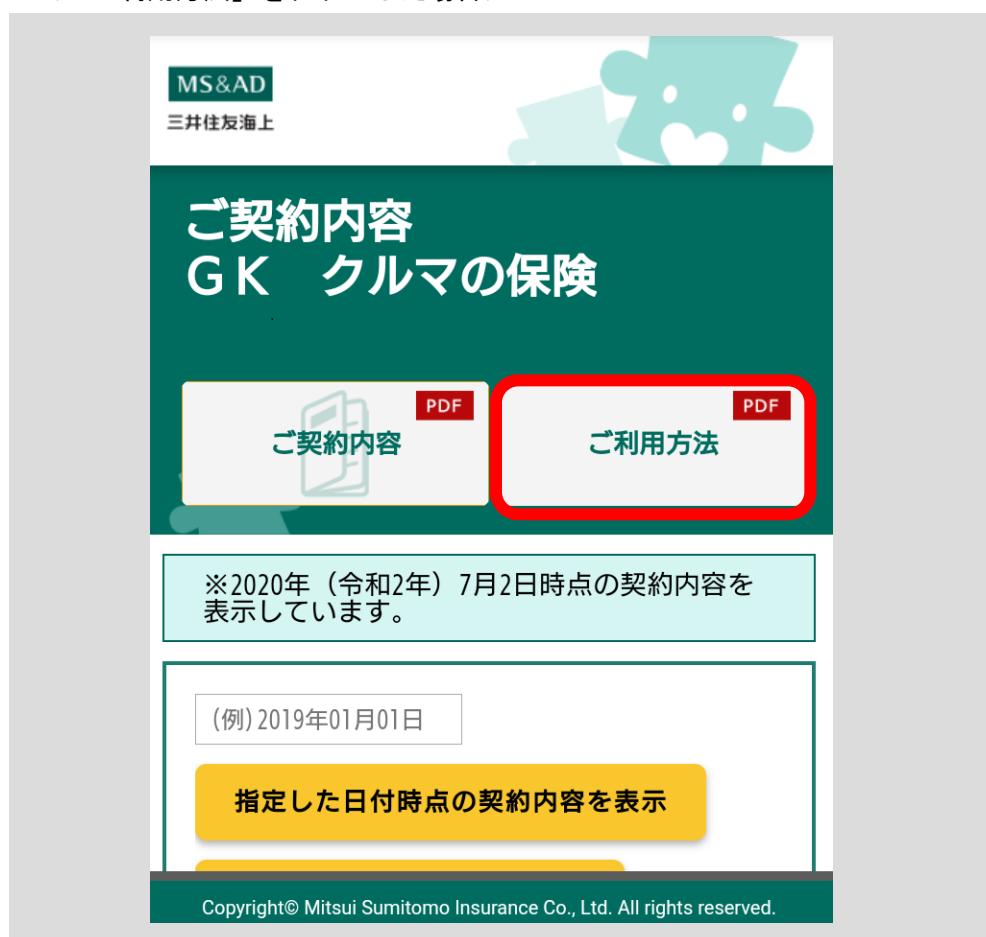 MS&AD
三井住友海上
ご契約内容
GK クルマの保険
PDF
ご契約内容
PDF
ご利用方法
※2020年(令和2年)7月2日時点の契約内容を
表示しています。
(例)2019年01月01日
指定した日付時点の契約内容を表示
Copyright© Mitsui Sumitomo Insurance Co., Ltd. All rights reserved.